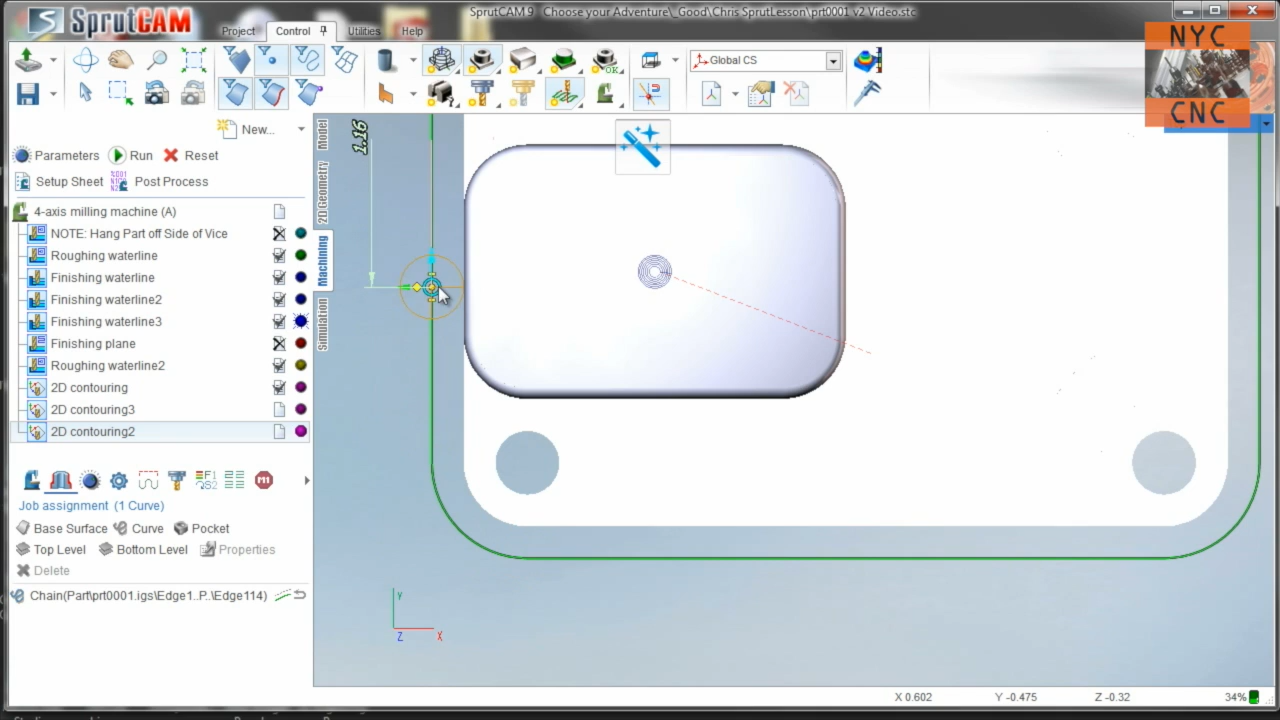 SprutCAM
SprutCAM 9 - Choose your Adventure\_Good\Chris SprutLesson\prt0001_v2-Video.stc
Project
Control
Utilities
Help
Global CS
NYC
CNC
New...
Parameters
Run
Reset
Setup Sheet
Post Process
4-axis milling machine (A)
NOTE: Hang Part off Side of Vice
Roughing waterline
Finishing waterline
Finishing waterline2
Finishing waterline3
Finishing plane
Roughing waterline2
2D contouring
2D contouring3
2D contouring2
Model
2D Geometry
Machining
Simulation
1.16
Job assignment (1 Curve)
Base Surface
Curve
Pocket
Top Level
Bottom Level
Properties
Delete
Chain(Part\prt0001.igs\Edge1..P..\Edge114)
Y
Z
X
X 0.602
Y -0.475
Z -0.32
34%